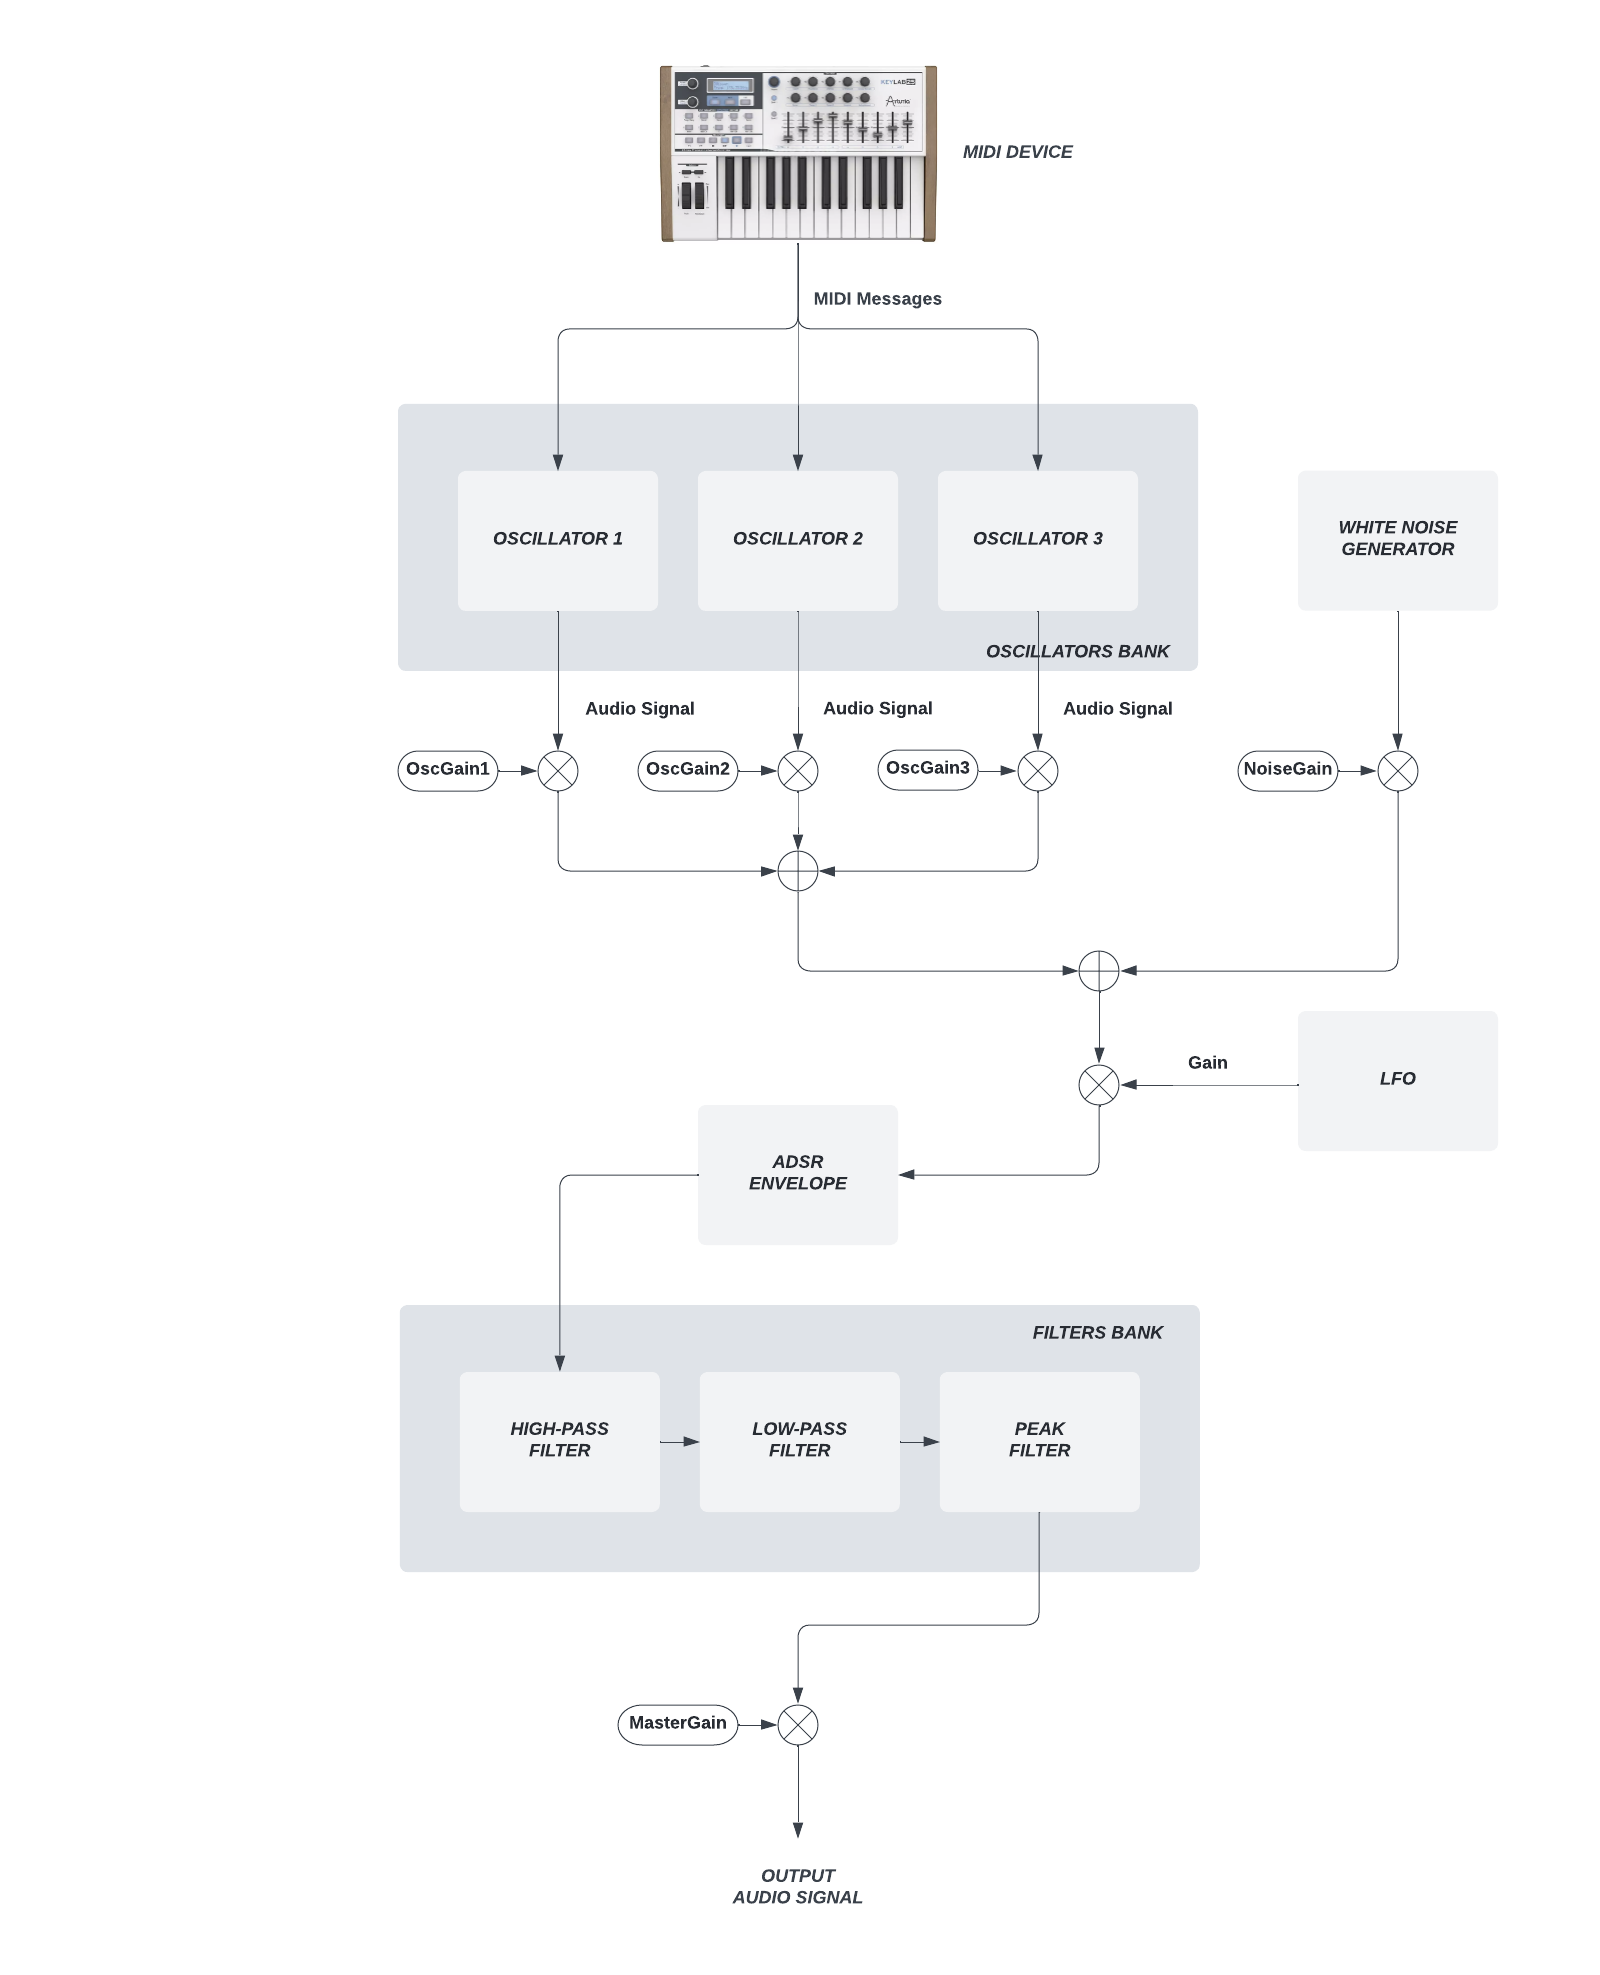 KEYLAB25
Arturia
MIDI DEVICE
MIDI Messages
OSCILLATOR 1
OSCILLATOR 2
OSCILLATOR 3
WHITE NOISE
GENERATOR
OSCILLATORS BANK
Audio Signal
Audio Signal
Audio Signal
OscGain1
OscGain2
OscGain3
NoiseGain
Gain
LFO
ADSR
ENVELOPE
FILTERS BANK
HIGH-PASS
FILTER
LOW-PASS
FILTER
PEAK
FILTER
MasterGain
OUTPUT
AUDIO SIGNAL